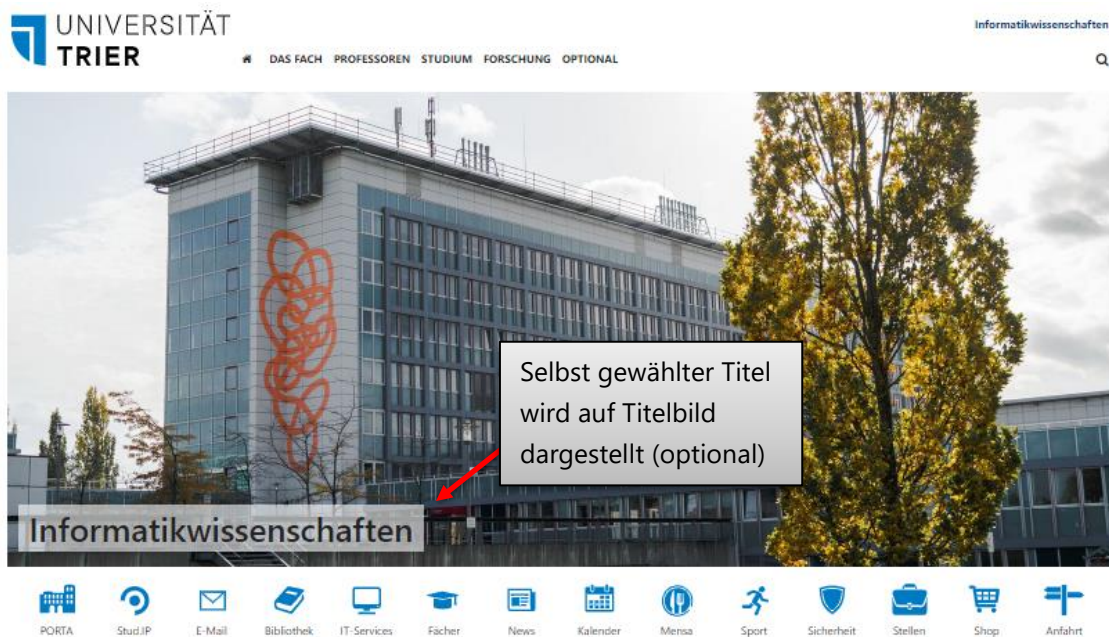 UNIVERSITÄT
TRIER
Informatikwissenschaften
DAS FACH PROFESSOREN STUDIUM FORSCHUNG OPTIONAL
Selbst gewählter Titel
wird auf Titelbild
dargestellt (optional)
Informatikwissenschaften
PORTA Stud.IP E-Mail Bibliothek IT-Services Fächer News Kalender Mensa Sport Sicherheit Stellen Shop Anfahrt